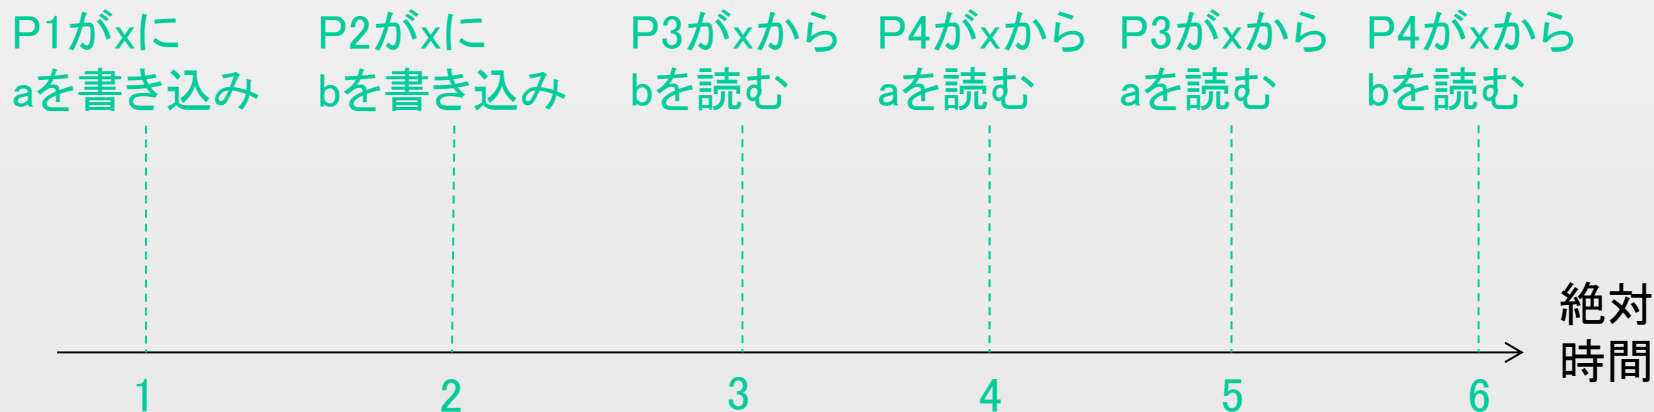 P1がxに
aを書き込み
P2がxに
bを書き込み
P3がxから
bを読む
P4がxから
aを読む
P3がxから
aを読む
P4がxから
bを読む
絶対
時間
1
2
3
4
5
6